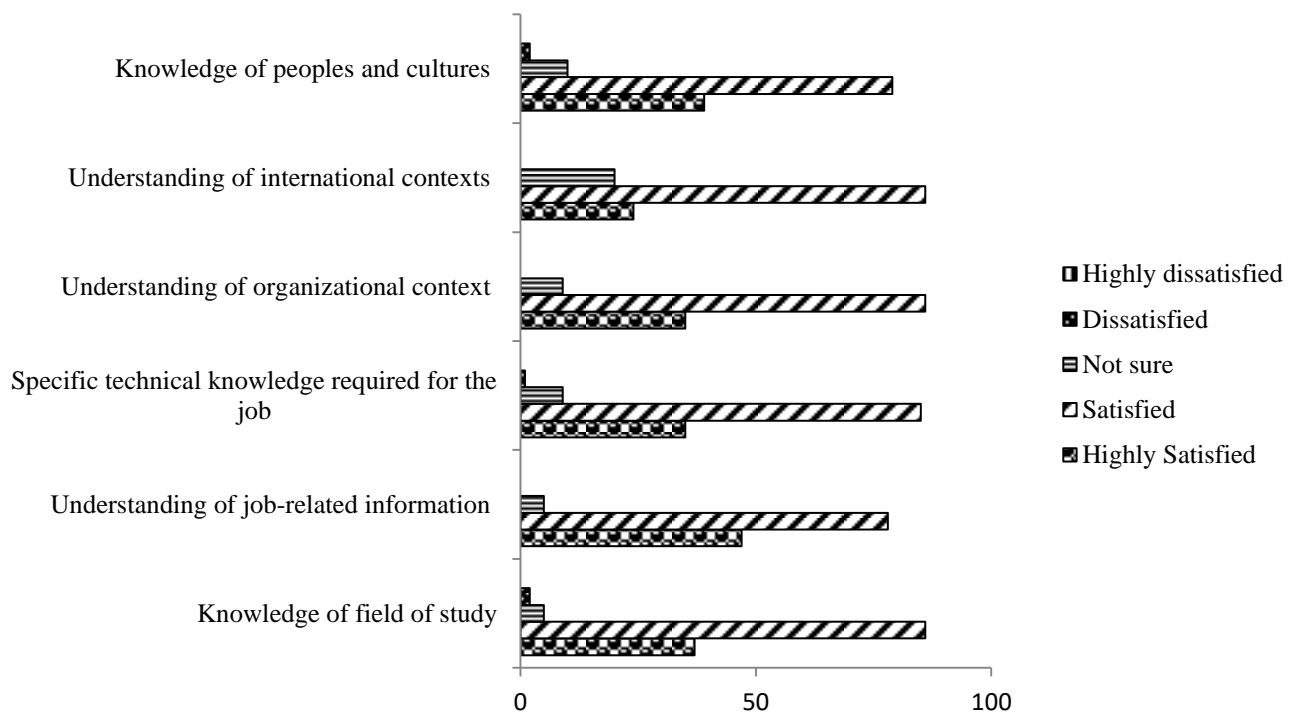 Knowledge of peoples and cultures
Understanding of international contexts
Understanding of organizational context
Specific technical knowledge required for the
job
Understanding of job-related information
Knowledge of field of study
0
50
100
Highly dissatisfied
Dissatisfied
Not sure
Satisfied
Highly Satisfied